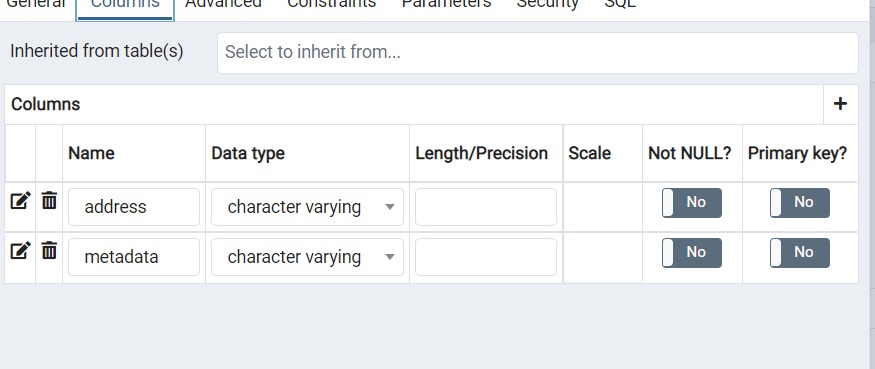 General Columns Advanced Constraints Parameters Security SQL
Inherited from table(s) Select to inherit from...
Columns +
Name Data type Length/Precision Scale Not NULL? Primary key?
address character varying No No
metadata character varying No No